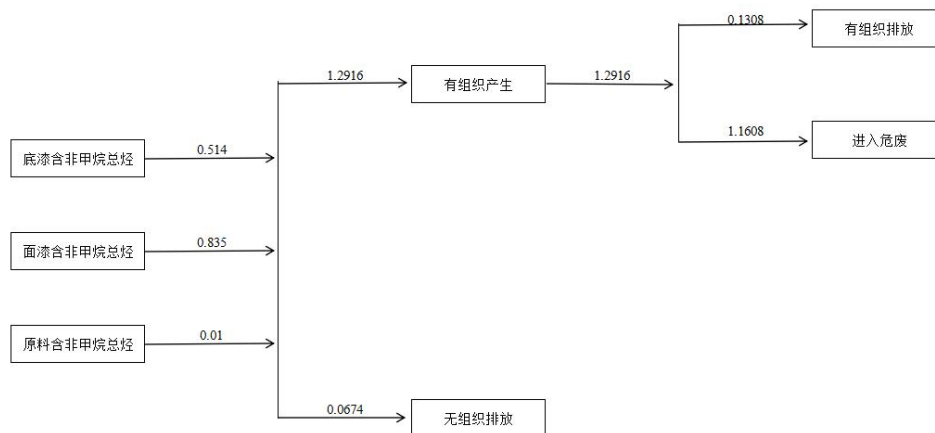 0.1308
有组织排放
1.2916
有组织产生
1.2916
1.1608
进入危废
0.514
底漆含非甲烷总烃
0.835
面漆含非甲烷总烃
0.01
原料含非甲烷总烃
0.0674
无组织排放